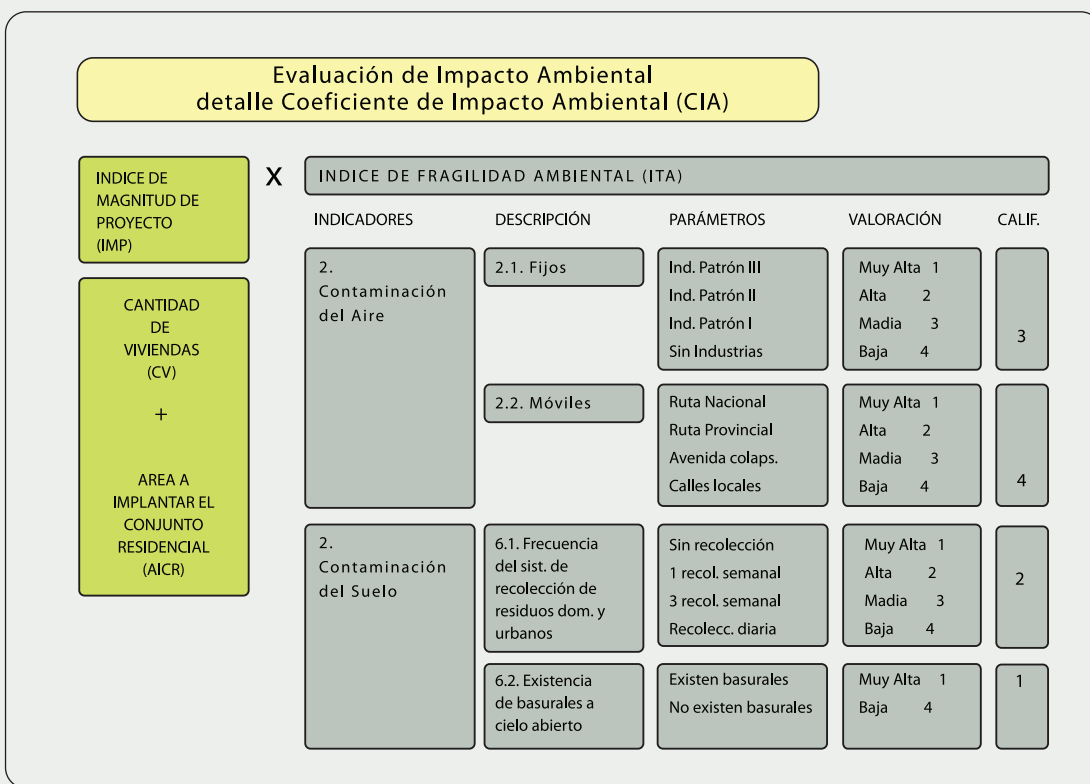 Evaluación de Impacto Ambiental
detalle Coeficiente de Impacto Ambiental (CIA)
INDICE DE
MAGNITUD DE
PROYECTO
(IMP)
X
INDICE DE FRAGILIDAD AMBIENTAL (ITA)
CANTIDAD
DE
VIVIENDAS
(CV)
+
AREA A
IMPLANTAR EL
CONJUNTO
RESIDENCIAL
(AICR)
INDICADORES
DESCRIPCIÓN
PARÁMETROS
VALORACIÓN
CALIF.
2.
Contaminación
del Aire
2.1. Fijos
Ind. Patrón III
Ind. Patrón II
Ind. Patrón I
Sin Industrias
Muy Alta 1
Alta 2
Madia 3
Baja 4
3
2.2. Móviles
Ruta Nacional
Ruta Provincial
Avenida colaps.
Calles locales
Muy Alta 1
Alta 2
Madia 3
Baja 4
4
2.
Contaminación
del Suelo
6.1. Frecuencia
del sist. de
recolección de
residuos dom. y
urbanos
Sin recolección
1 recol. semanal
3 recol. semanal
Recolecc. diaria
Muy Alta 1
Alta 2
Madia 3
Baja 4
2
6.2. Existencia
de basurales a
cielo abierto
Existen basurales
No existen basurales
Muy Alta 1
Baja 4
1